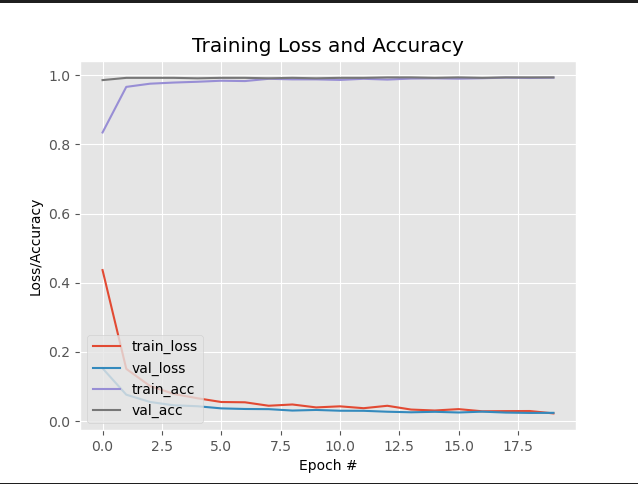 Training Loss and Accuracy
1.0
0.8
0.6
0.4
0.2
0.0
Loss/Accuracy
train_loss
val_loss
train_acc
val_acc
0.0 2.5 5.0 7.5 10.0 12.5 15.0 17.5
Epoch #